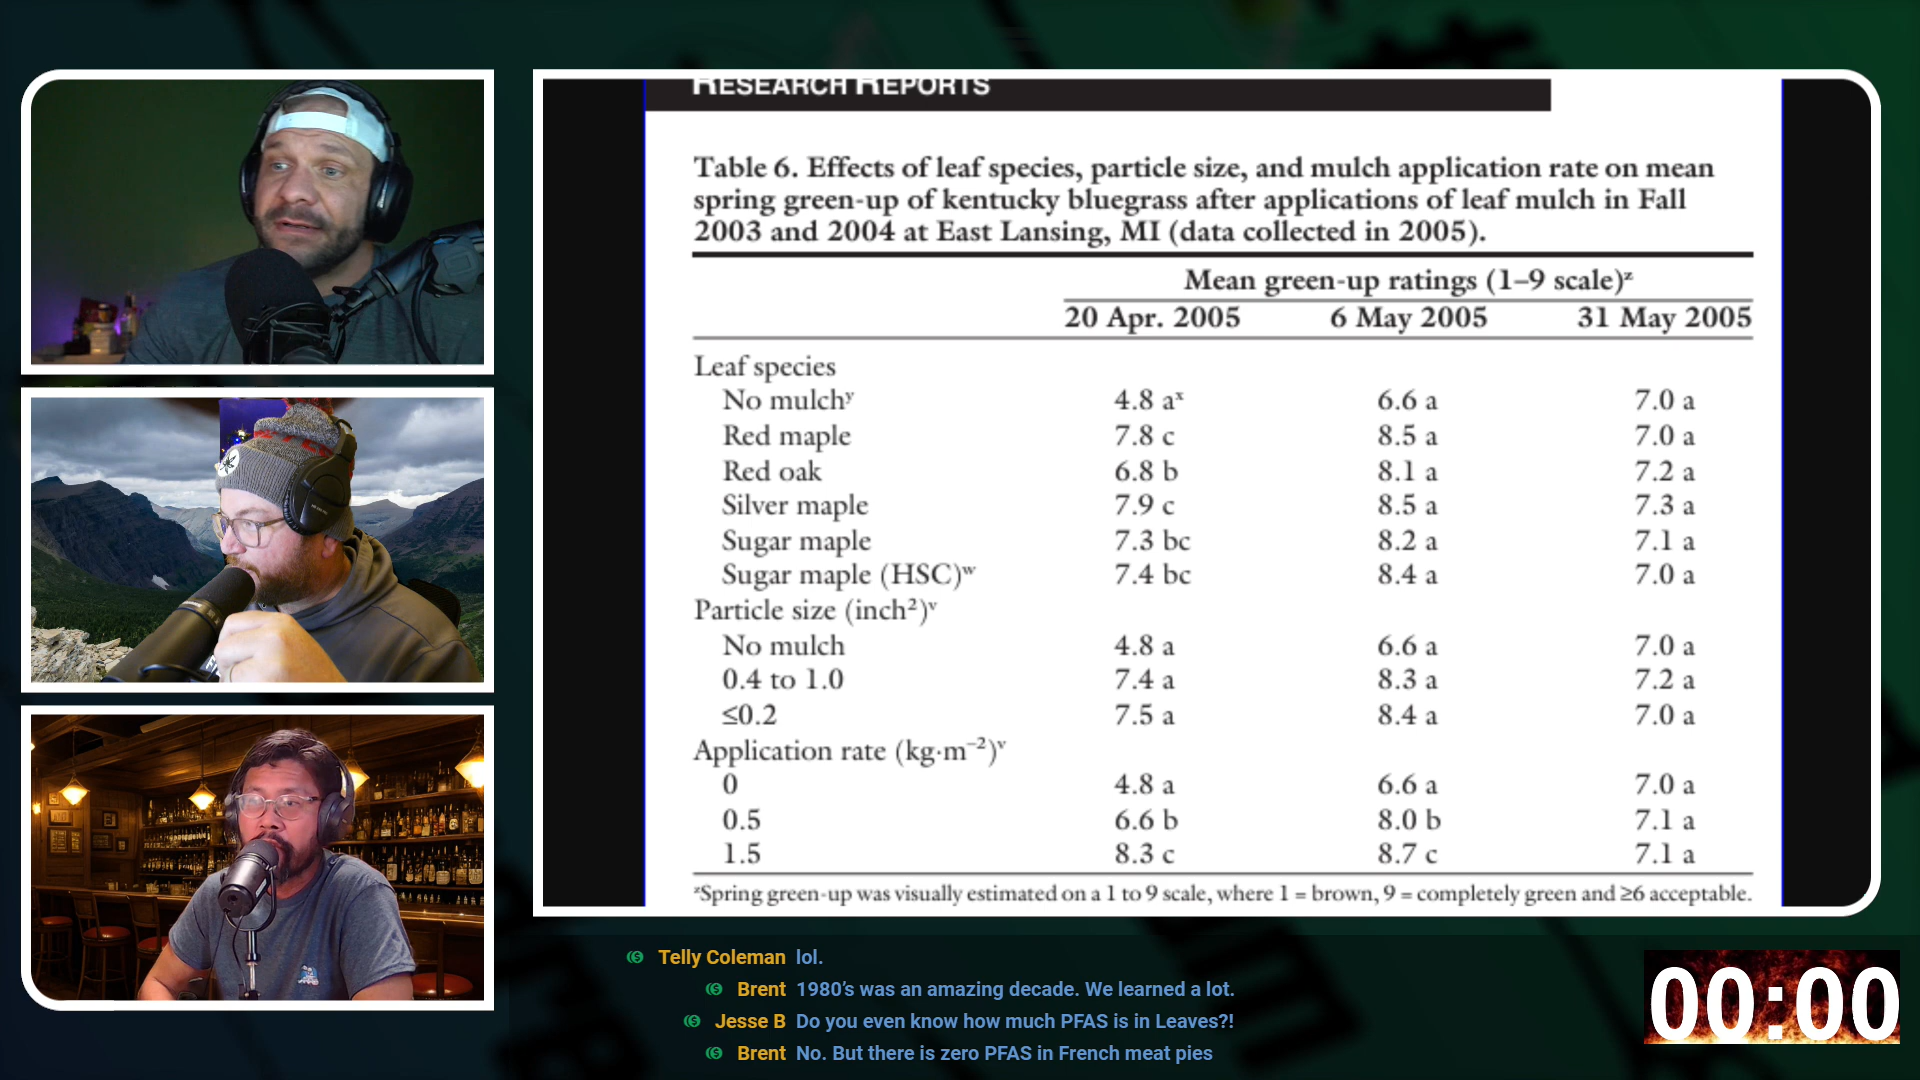 RESEARCH REPORTS
Table 6. Effects of leaf species, particle size, and mulch application rate on mean
spring green-up of kentucky bluegrass after applications of leaf mulch in Fall
2003 and 2004 at East Lansing, MI (data collected in 2005).
Mean green-up ratings (1–9 scale)ᶻ
20 Apr. 2005 6 May 2005 31 May 2005
Leaf species
No mulchʸ 4.8 aˣ 6.6 a 7.0 a
Red maple 7.8 c 8.5 a 7.0 a
Red oak 6.8 b 8.1 a 7.2 a
Silver maple 7.9 c 8.5 a 7.3 a
Sugar maple 7.3 bc 8.2 a 7.1 a
Sugar maple (HSC)ʷ 7.4 bc 8.4 a 7.0 a
Particle size (inch²)ᵛ
No mulch 4.8 a 6.6 a 7.0 a
0.4 to 1.0 7.4 a 8.3 a 7.2 a
≤0.2 7.5 a 8.4 a 7.0 a
Application rate (kg·m⁻²)ᵛ
0 4.8 a 6.6 a 7.0 a
0.5 6.6 b 8.0 b 7.1 a
1.5 8.3 c 8.7 c 7.1 a
ᶻSpring green-up was visually estimated on a 1 to 9 scale, where 1 = brown, 9 = completely green and ≥6 acceptable.
Telly Coleman lol.
Brent 1980's was an amazing decade. We learned a lot.
Jesse B Do you even know how much PFAS is in Leaves?!
Brent No. But there is zero PFAS in French meat pies
00:00